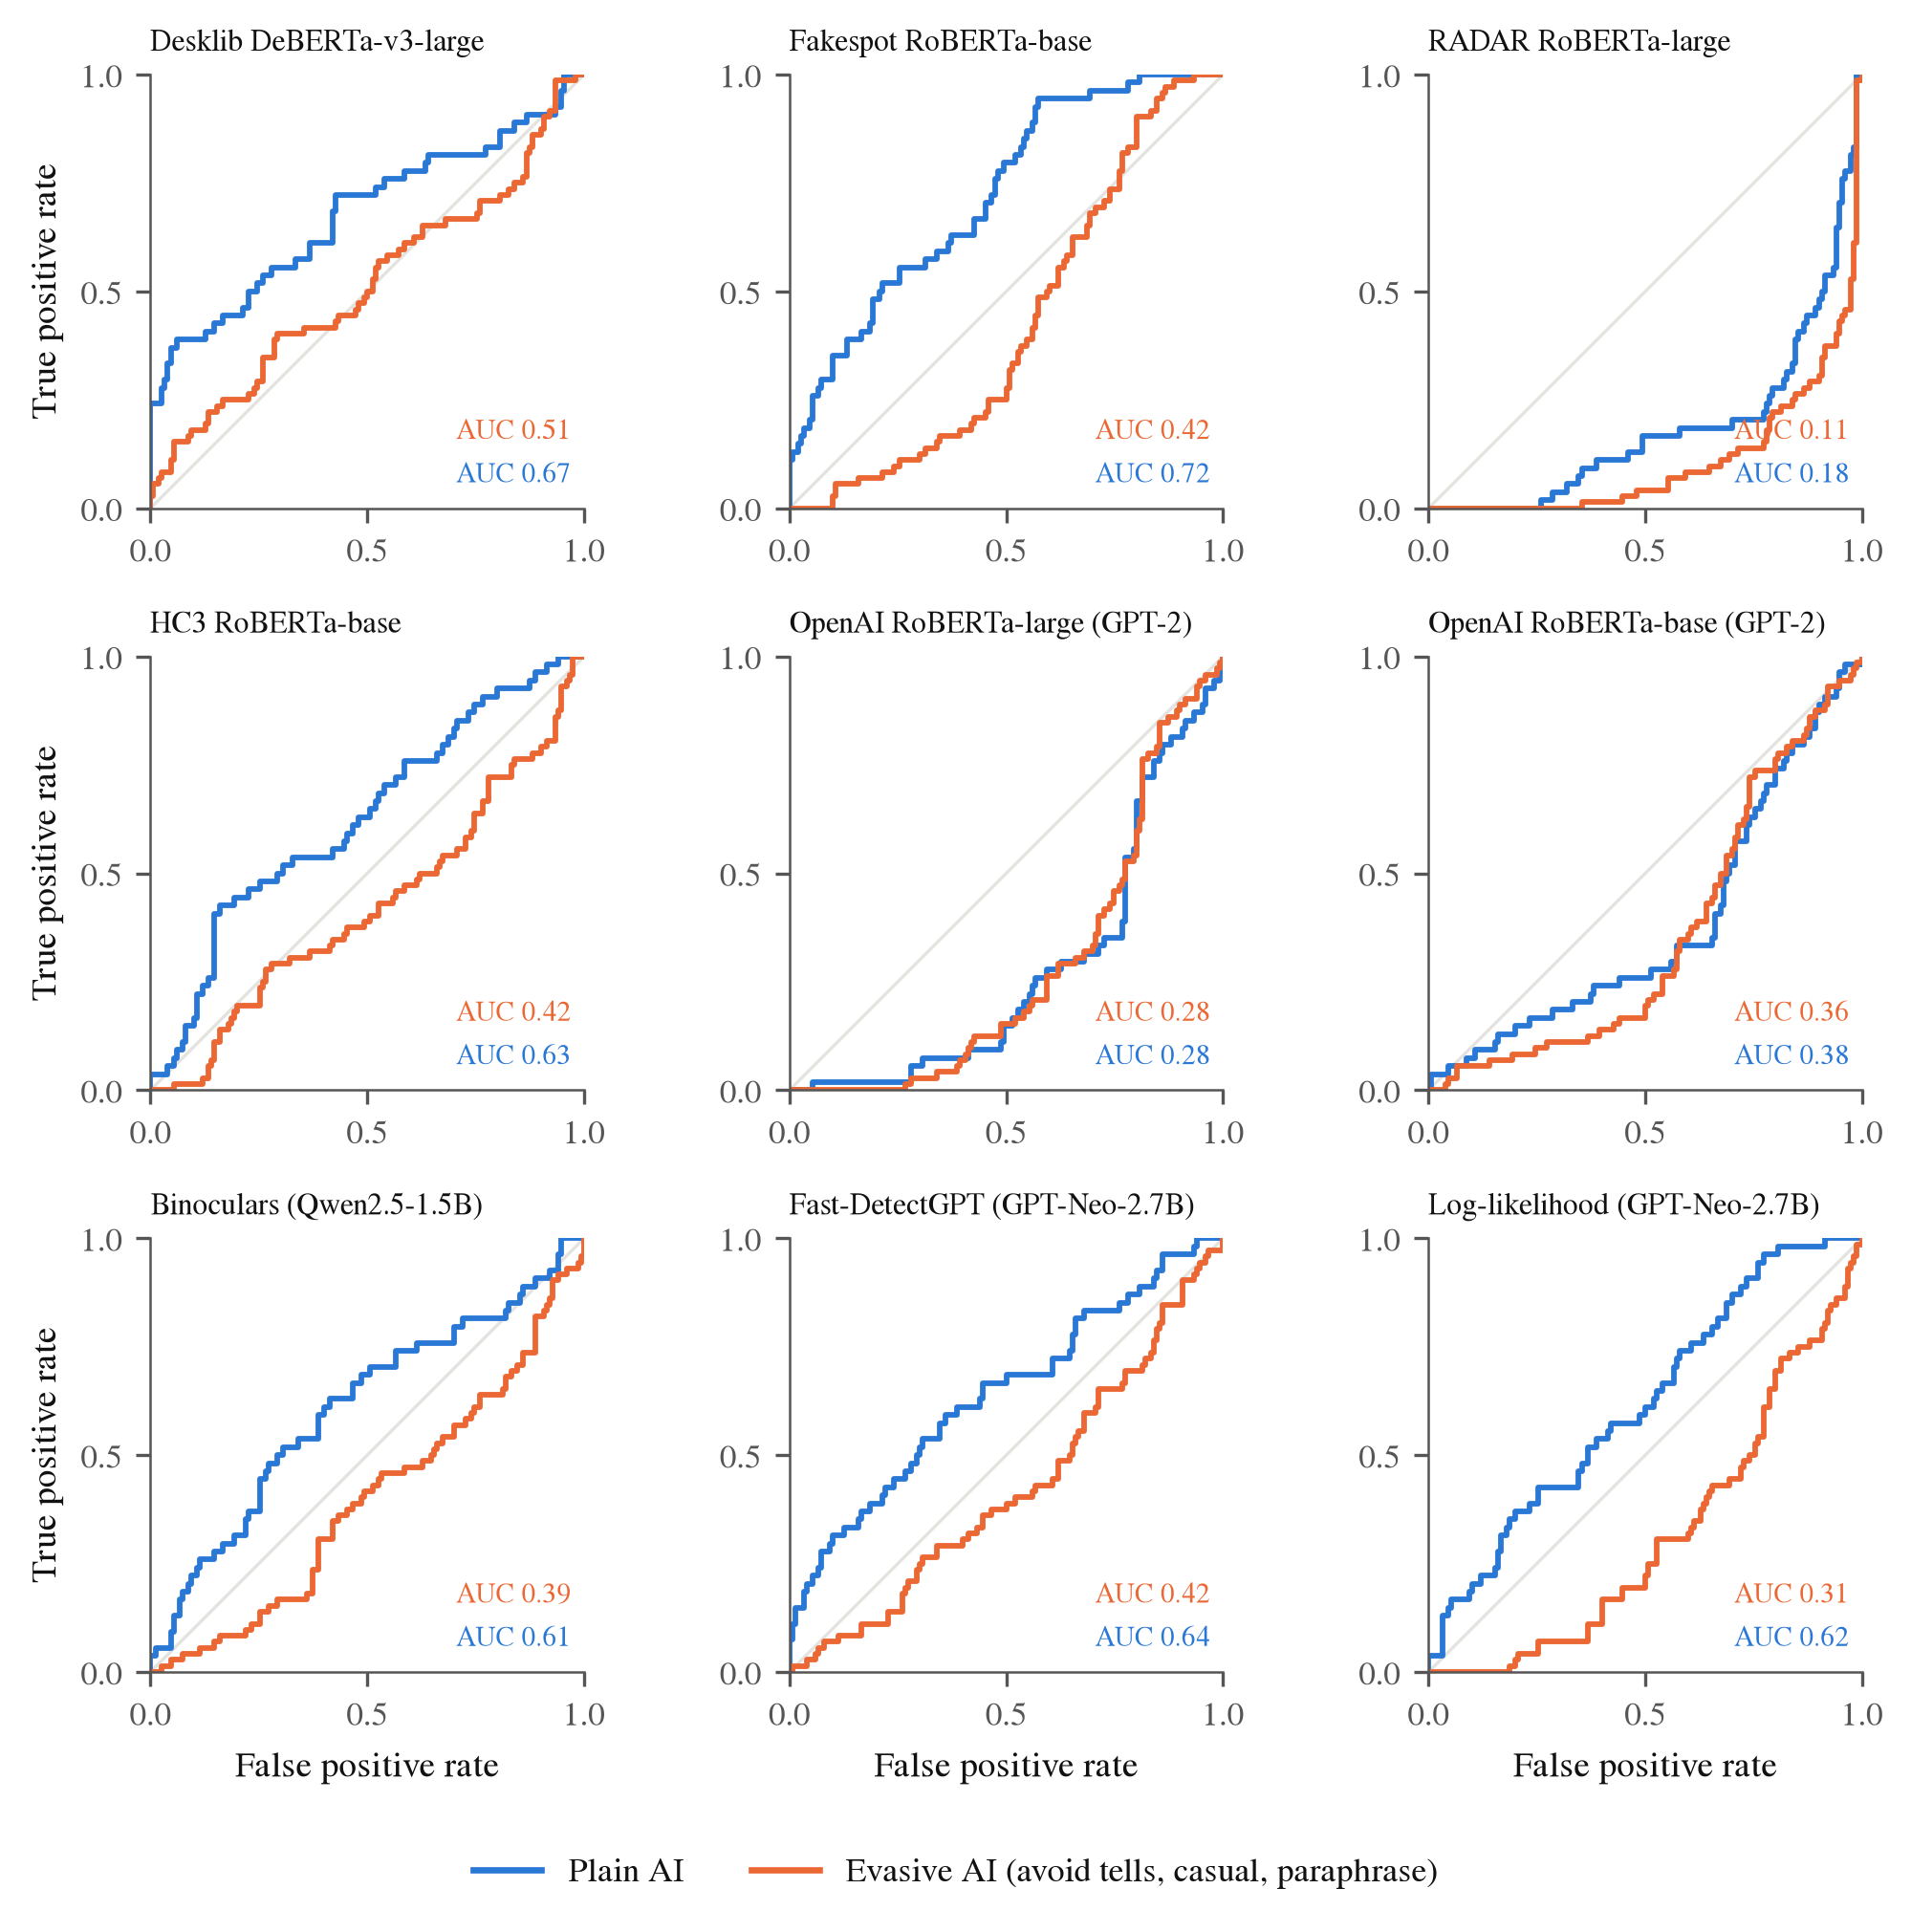 Desklib DeBERTa-v3-large
Fakespot RoBERTa-base
RADAR RoBERTa-large
True positive rate
1.0
0.5
0.0
0.0 0.5 1.0
AUC 0.51
AUC 0.67
1.0
0.5
0.0
0.0 0.5 1.0
AUC 0.42
AUC 0.72
1.0
0.5
0.0
0.0 0.5 1.0
AUC 0.11
AUC 0.18
HC3 RoBERTa-base
OpenAI RoBERTa-large (GPT-2)
OpenAI RoBERTa-base (GPT-2)
True positive rate
1.0
0.5
0.0
0.0 0.5 1.0
AUC 0.42
AUC 0.63
1.0
0.5
0.0
0.0 0.5 1.0
AUC 0.28
AUC 0.28
1.0
0.5
0.0
0.0 0.5 1.0
AUC 0.36
AUC 0.38
Binoculars (Qwen2.5-1.5B)
Fast-DetectGPT (GPT-Neo-2.7B)
Log-likelihood (GPT-Neo-2.7B)
True positive rate
1.0
0.5
0.0
0.0 0.5 1.0
AUC 0.39
AUC 0.61
False positive rate
1.0
0.5
0.0
0.0 0.5 1.0
AUC 0.42
AUC 0.64
False positive rate
1.0
0.5
0.0
0.0 0.5 1.0
AUC 0.31
AUC 0.62
False positive rate
Plain AI
Evasive AI (avoid tells, casual, paraphrase)